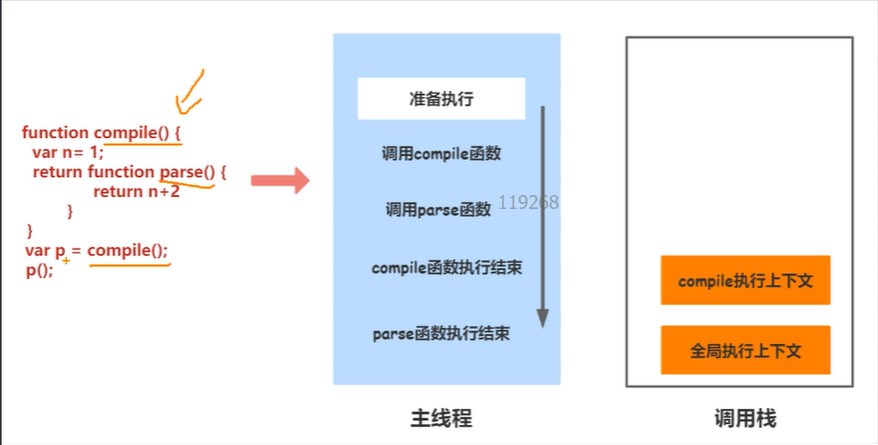 function compile() {
var n= 1;
return function parse() {
return n+2
}
}
var p = compile();
p();
准备执行
调用compile函数
调用parse函数
119268
compile函数执行结束
parse函数执行结束
主线程
compile执行上下文
全局执行上下文
调用栈